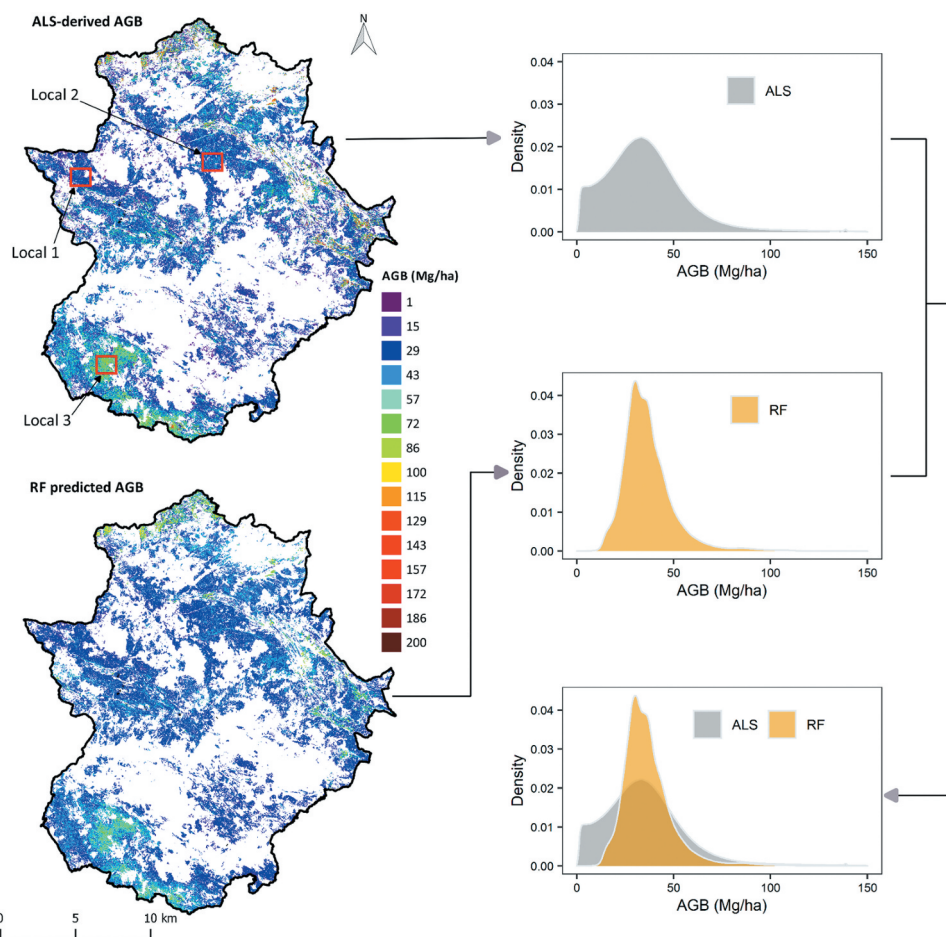 ALS-derived AGB
N
Local 2
Local 1
Local 3
AGB (Mg/ha)
1
15
29
43
57
72
86
100
115
129
143
157
172
186
200
RF predicted AGB
0 5 10 km
0.04
0.03
0.02
0.01
0.00
Density
ALS
0 50 100 150
AGB (Mg/ha)
0.04
0.03
0.02
0.01
0.00
Density
RF
0 50 100 150
AGB (Mg/ha)
0.04
0.03
0.02
0.01
0.00
Density
ALS RF
0 50 100 150
AGB (Mg/ha)